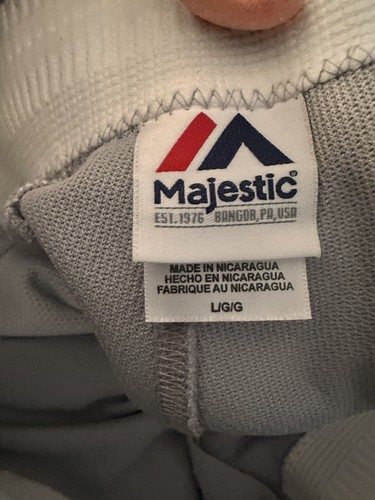 Majestic®
EST.1976 BANGOR,PA,USA
MADE IN NICARAGUA
HECHO EN NICARAGUA
FABRIQUE AU NICARAGUA
L/G/G